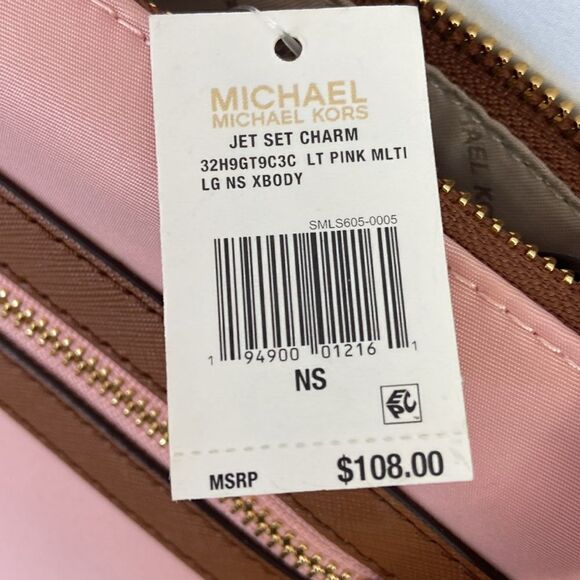 MICHAEL
MICHAEL KORS
JET SET CHARM
32H9GT9C3C LT PINK MLTI
LG NS XBODY
SMLS605-0005
1 94900 01216 1
NS
EPC
MSRP $108.00
AEL K